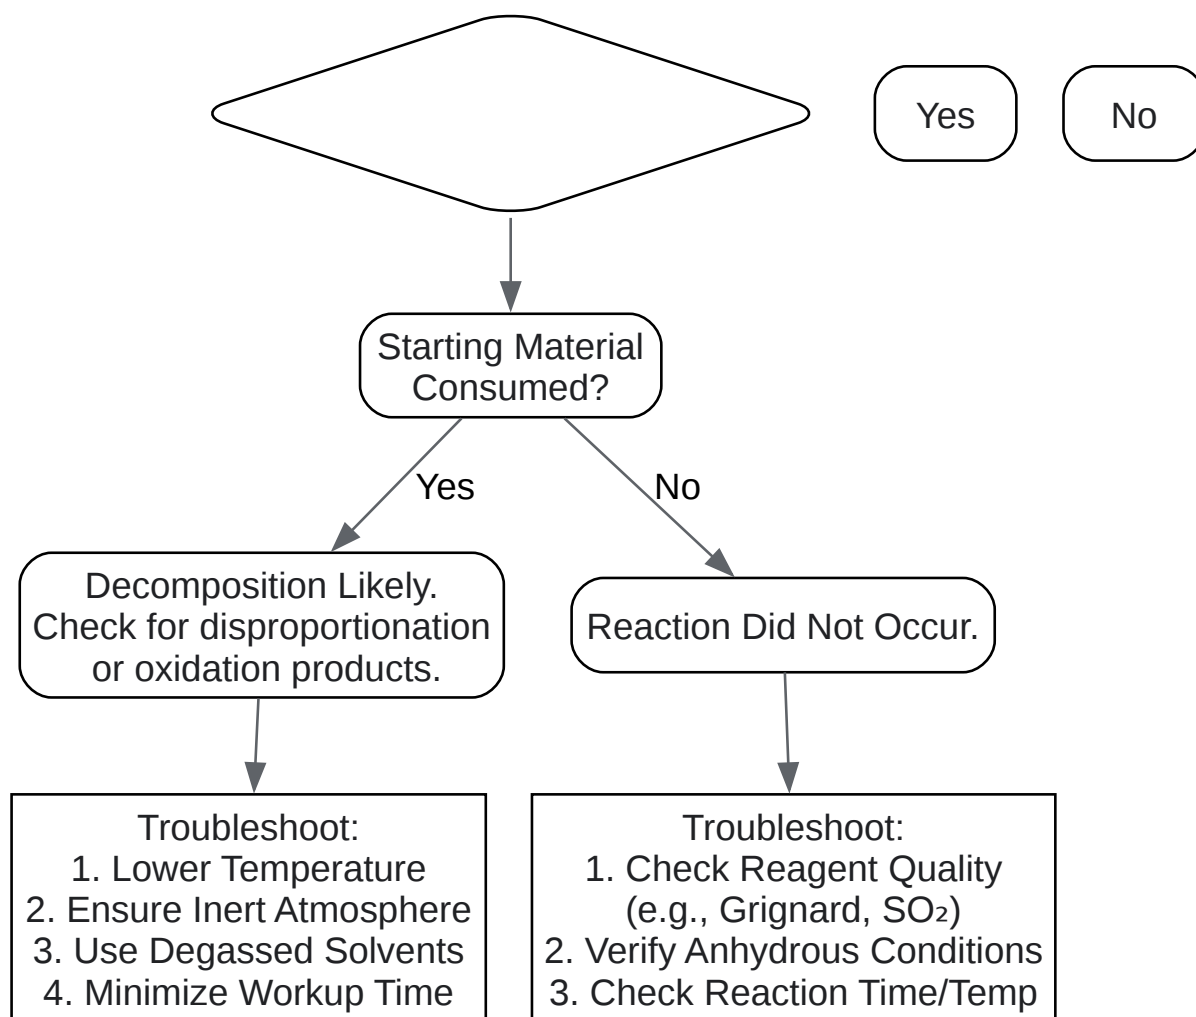 Yes
No
Starting Material
Consumed?
Yes
No
Decomposition Likely.
Check for disproportionation
or oxidation products.
Reaction Did Not Occur.
Troubleshoot:
1. Lower Temperature
2. Ensure Inert Atmosphere
3. Use Degassed Solvents
4. Minimize Workup Time
Troubleshoot:
1. Check Reagent Quality
(e.g., Grignard, SO₂)
2. Verify Anhydrous Conditions
3. Check Reaction Time/Temp